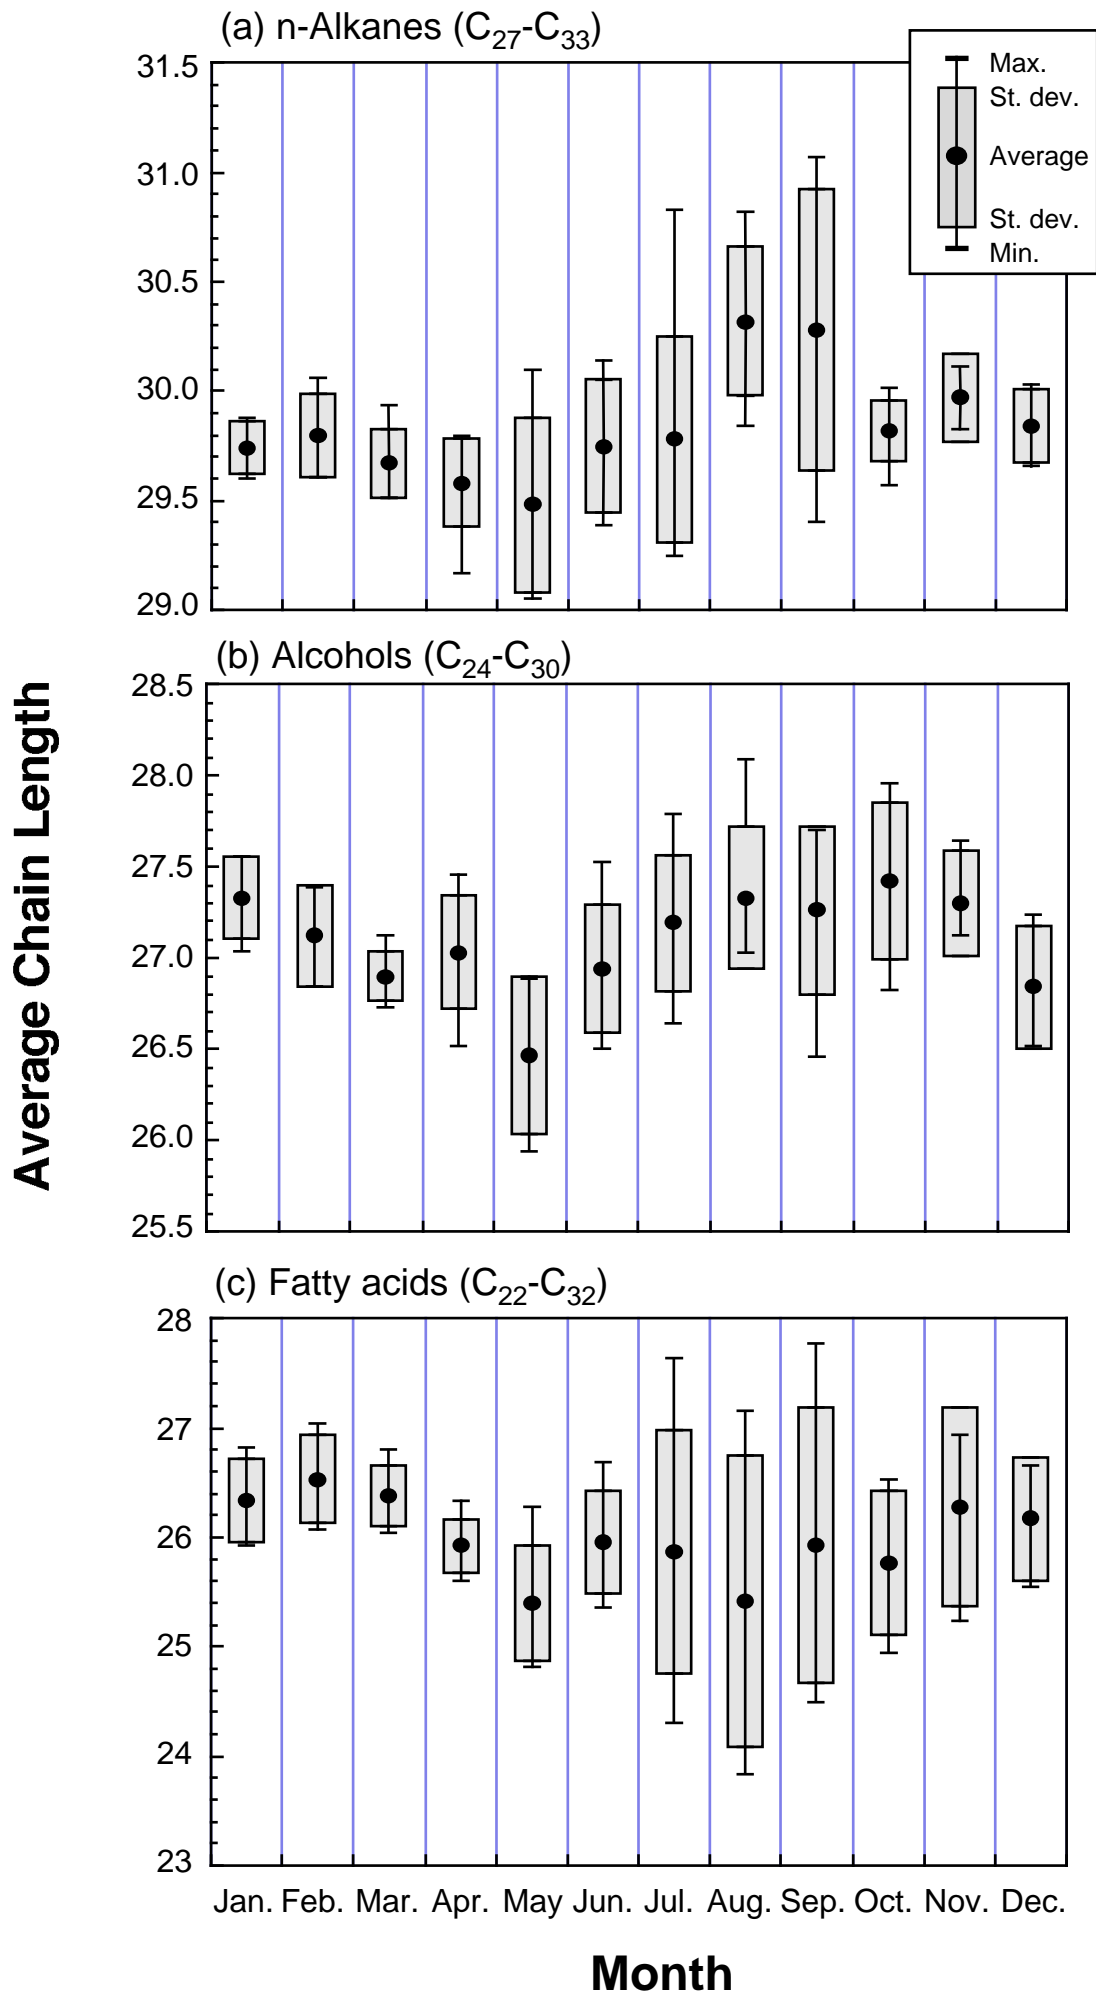 (a) n-Alkanes (C27-C33)
Max.
St. dev.
Average
St. dev.
Min.
31.5
31.0
30.5
30.0
29.5
29.0
(b) Alcohols (C24-C30)
28.5
28.0
27.5
27.0
26.5
26.0
25.5
Average Chain Length
(c) Fatty acids (C22-C32)
28
27
26
25
24
23
Jan. Feb. Mar. Apr. May Jun. Jul. Aug. Sep. Oct. Nov. Dec.
Month